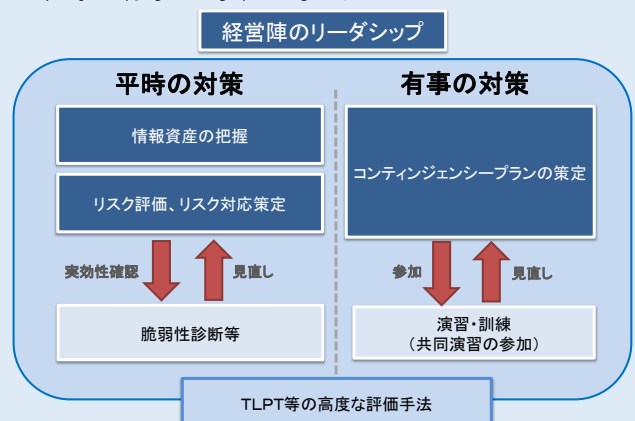 経営陣のリーダシップ
平時の対策
情報資産の把握
リスク評価、リスク対応策定
実効性確認
見直し
脆弱性診断等
有事の対策
コンティンジェンシープランの策定
参加
見直し
演習・訓練
（共同演習の参加）
TLPT等の高度な評価手法